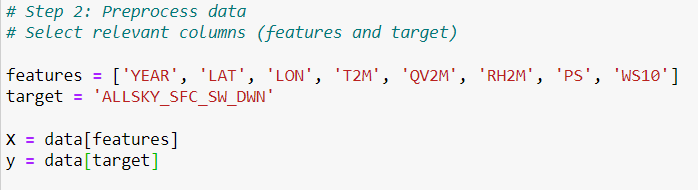 # Step 2: Preprocess data
# Select relevant columns (features and target)
features = ['YEAR', 'LAT', 'LON', 'T2M', 'QV2M', 'RH2M', 'PS', 'WS10']
target = 'ALLSKY_SFC_SW_DWN'
X = data[features]
y = data[target]